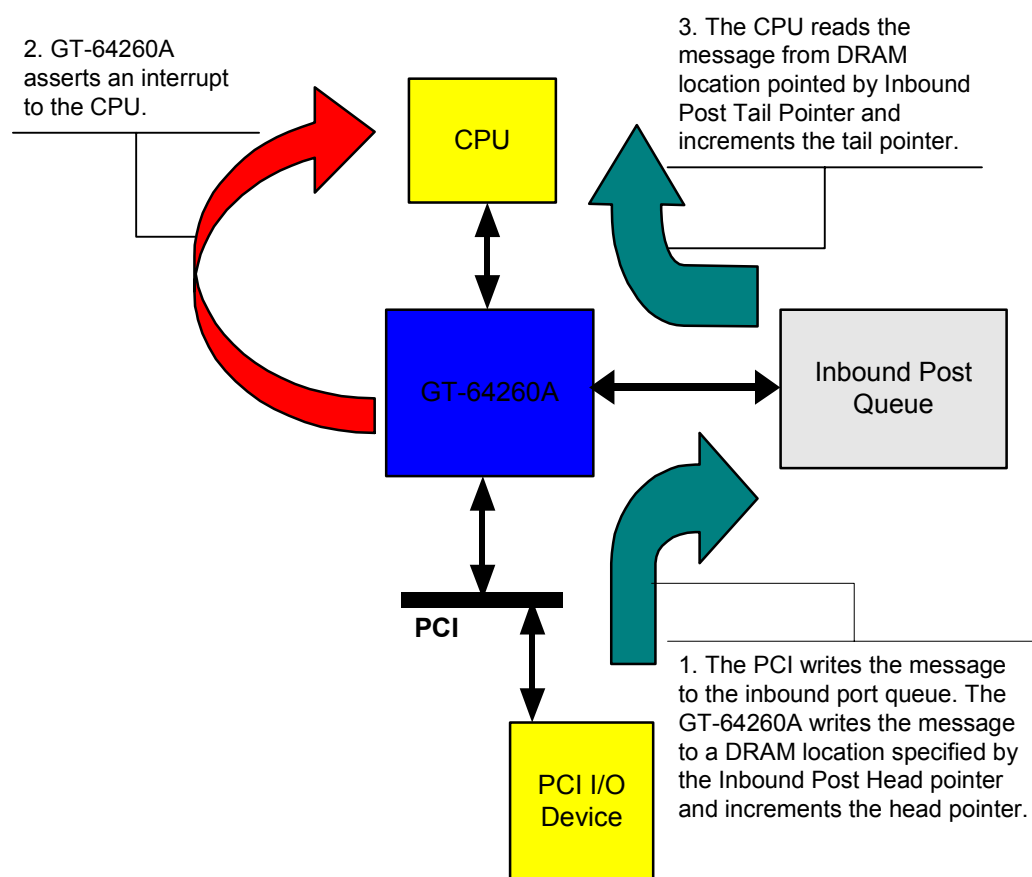 2. GT-64260A
asserts an interrupt
to the CPU.
3. The CPU reads the
message from DRAM
location pointed by Inbound
Post Tail Pointer and
increments the tail pointer.
CPU
GT-64260A
Inbound Post
Queue
PCI
1. The PCI writes the message
to the inbound port queue. The
GT-64260A writes the message
to a DRAM location specified by
the Inbound Post Head pointer
and increments the head pointer.
PCI I/O
Device